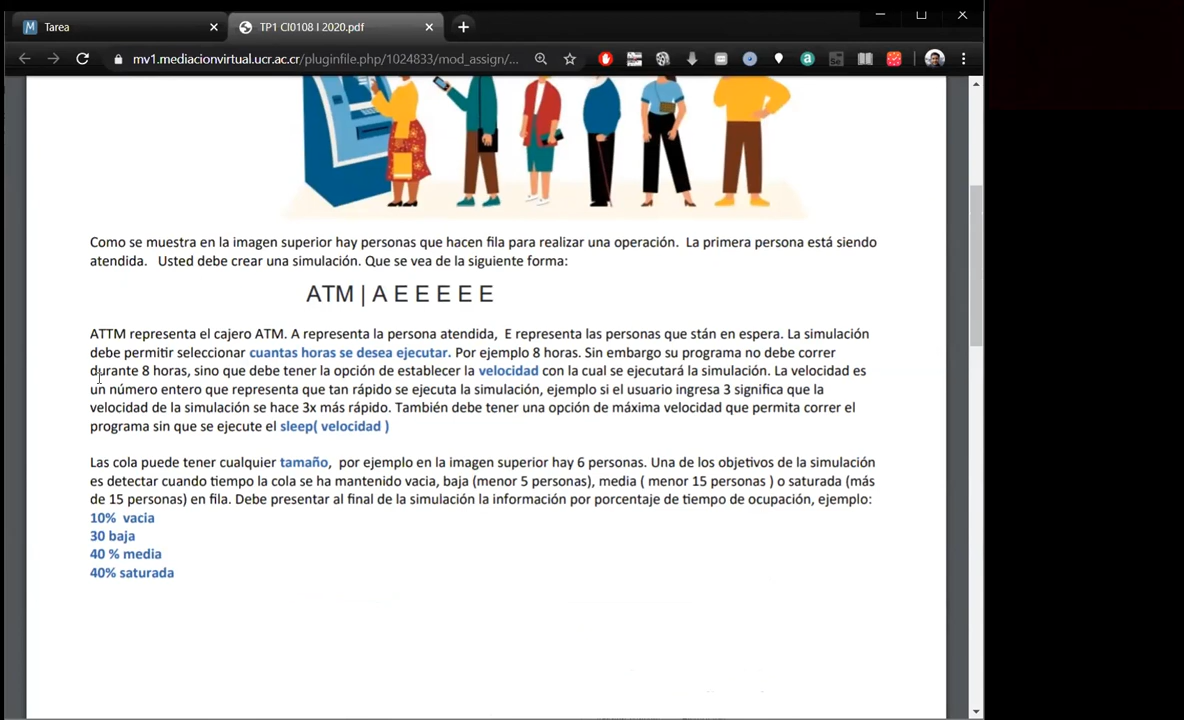 Tarea
TP1 CI0108 I 2020.pdf
mv1.mediacionvirtual.ucr.ac.cr/pluginfile.php/1024833/mod_assign/...
Como se muestra en la imagen superior hay personas que hacen fila para realizar una operación. La primera persona está siendo
atendida. Usted debe crear una simulación. Que se vea de la siguiente forma:
ATM | A E E E E E
ATTM representa el cajero ATM. A representa la persona atendida, E representa las personas que stán en espera. La simulación
debe permitir seleccionar cuantas horas se desea ejecutar. Por ejemplo 8 horas. Sin embargo su programa no debe correr
durante 8 horas, sino que debe tener la opción de establecer la velocidad con la cual se ejecutará la simulación. La velocidad es
un número entero que representa que tan rápido se ejecuta la simulación, ejemplo si el usuario ingresa 3 significa que la
velocidad de la simulación se hace 3x más rápido. También debe tener una opción de máxima velocidad que permita correr el
programa sin que se ejecute el sleep( velocidad )
Las cola puede tener cualquier tamaño, por ejemplo en la imagen superior hay 6 personas. Una de los objetivos de la simulación
es detectar cuando tiempo la cola se ha mantenido vacia, baja (menor 5 personas), media ( menor 15 personas ) o saturada (más
de 15 personas) en fila. Debe presentar al final de la simulación la información por porcentaje de tiempo de ocupación, ejemplo:
10% vacia
30 baja
40 % media
40% saturada